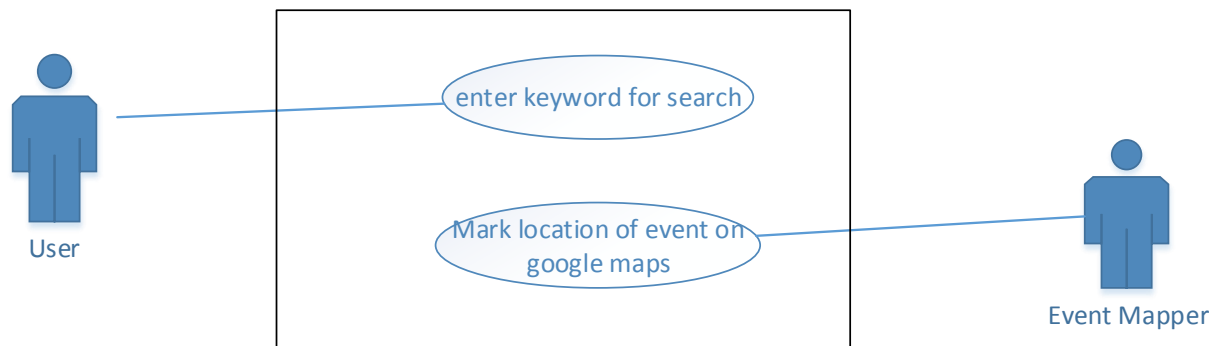 enter keyword for search
User
Mark location of event on
google maps
Event Mapper